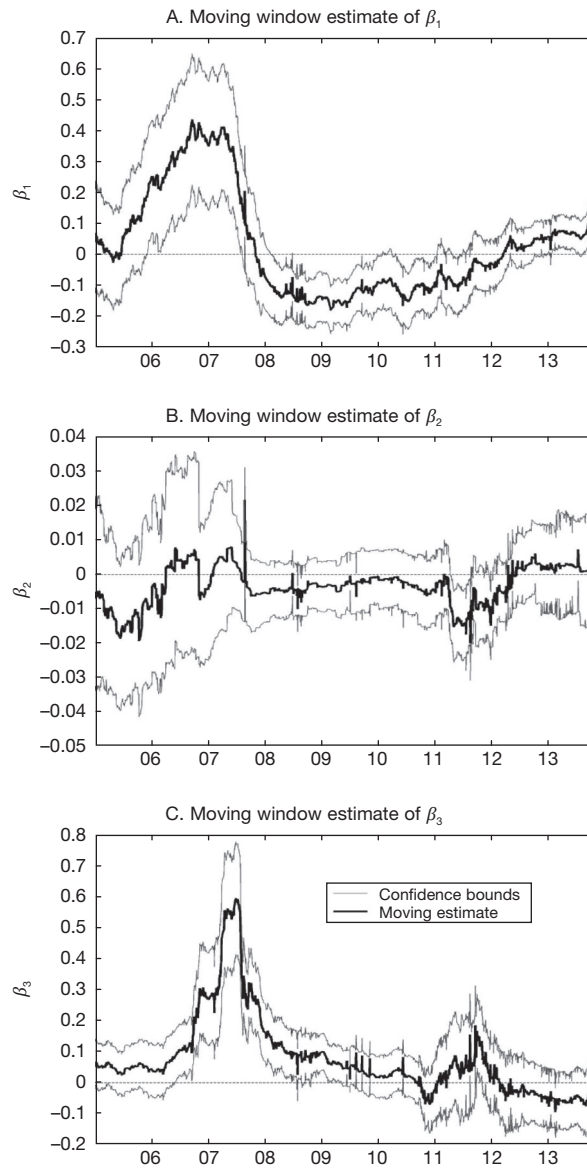 A. Moving window estimate of β₁
0.7
0.6
0.5
0.4
0.3
0.2
0.1
0
−0.1
−0.2
−0.3
β₁
06 07 08 09 10 11 12 13
B. Moving window estimate of β₂
0.04
0.03
0.02
0.01
0
−0.01
−0.02
−0.03
−0.04
−0.05
β₂
06 07 08 09 10 11 12 13
C. Moving window estimate of β₃
0.8
0.7
0.6
0.5
0.4
0.3
0.2
0.1
0
−0.1
−0.2
β₃
Confidence bounds
Moving estimate
06 07 08 09 10 11 12 13